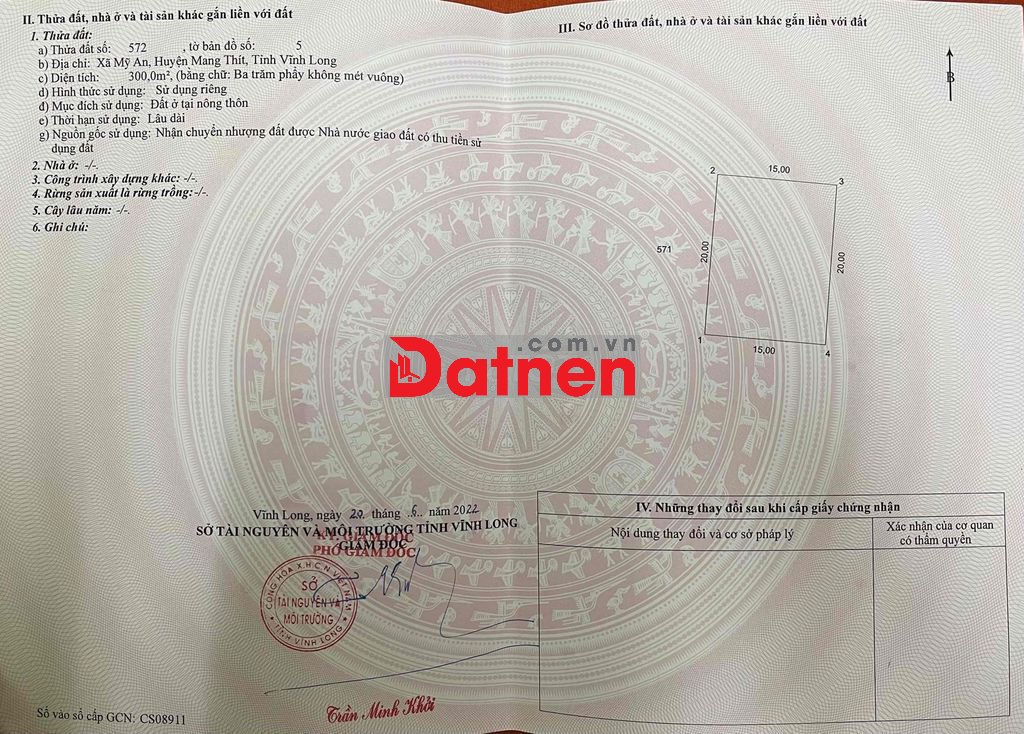 II. Thửa đất, nhà ở và tài sản khác gắn liền với đất
1. Thửa đất:
a) Thửa đất số: 572 , tờ bản đồ số: 5
b) Địa chỉ: Xã Mỹ An, Huyện Mang Thít, Tỉnh Vĩnh Long
c) Diện tích: 300,0m², (bằng chữ: Ba trăm phẩy không mét vuông)
d) Hình thức sử dụng: Sử dụng riêng
đ) Mục đích sử dụng: Đất ở tại nông thôn
e) Thời hạn sử dụng: Lâu dài
g) Nguồn gốc sử dụng: Nhận chuyển nhượng đất được Nhà nước giao đất có thu tiền sử
dụng đất
2. Nhà ở: -/-.
3. Công trình xây dựng khác: -/-.
4. Rừng sản xuất là rừng trồng: -/-.
5. Cây lâu năm: -/-.
6. Ghi chú:
Vĩnh Long, ngày 20 tháng 6 năm 2022
SỞ TÀI NGUYÊN VÀ MÔI TRƯỜNG TỈNH VĨNH LONG
KT. GIÁM ĐỐC
GIÁM ĐỐC
PHÓ GIÁM ĐỐC
CỘNG HÒA X.H.C.N VIỆT NAM
SỞ
TÀI NGUYÊN VÀ
MÔI TRƯỜNG
TỈNH VĨNH LONG
Trần Minh Khởi
Số vào sổ cấp GCN: CS08911
III. Sơ đồ thửa đất, nhà ở và tài sản khác gắn liền với đất
B
2
15,00
3
571
20,00
20,00
1
15,00
4
.com.vn
Datnen
IV. Những thay đổi sau khi cấp giấy chứng nhận
Nội dung thay đổi và cơ sở pháp lý
Xác nhận của cơ quan
có thẩm quyền